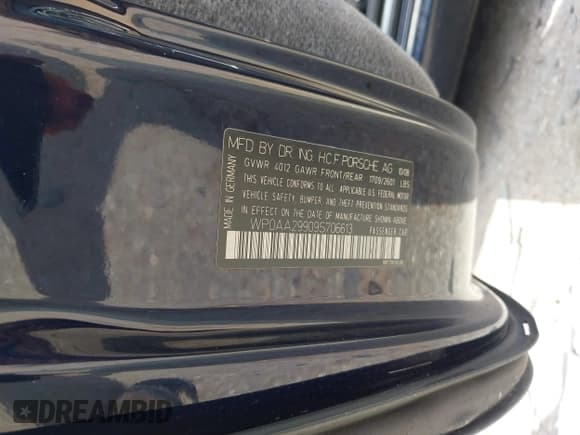 MFD BY DR ING H.C.F PORSCHE AG 10/08
GVWR 4012 GAWR FRONT/REAR 1709/2601 LBS
THIS VEHICLE CONFORMS TO ALL APPLICABLE U.S. FEDERAL MOTOR
VEHICLE SAFETY, BUMPER, AND THEFT PREVENTION STANDARDS IN
EFFECT ON THE DATE OF MANUFACTURE SHOWN ABOVE
WP0AA29909S706613 PASSENGER CAR
MADE IN GERMANY
DREAMBID